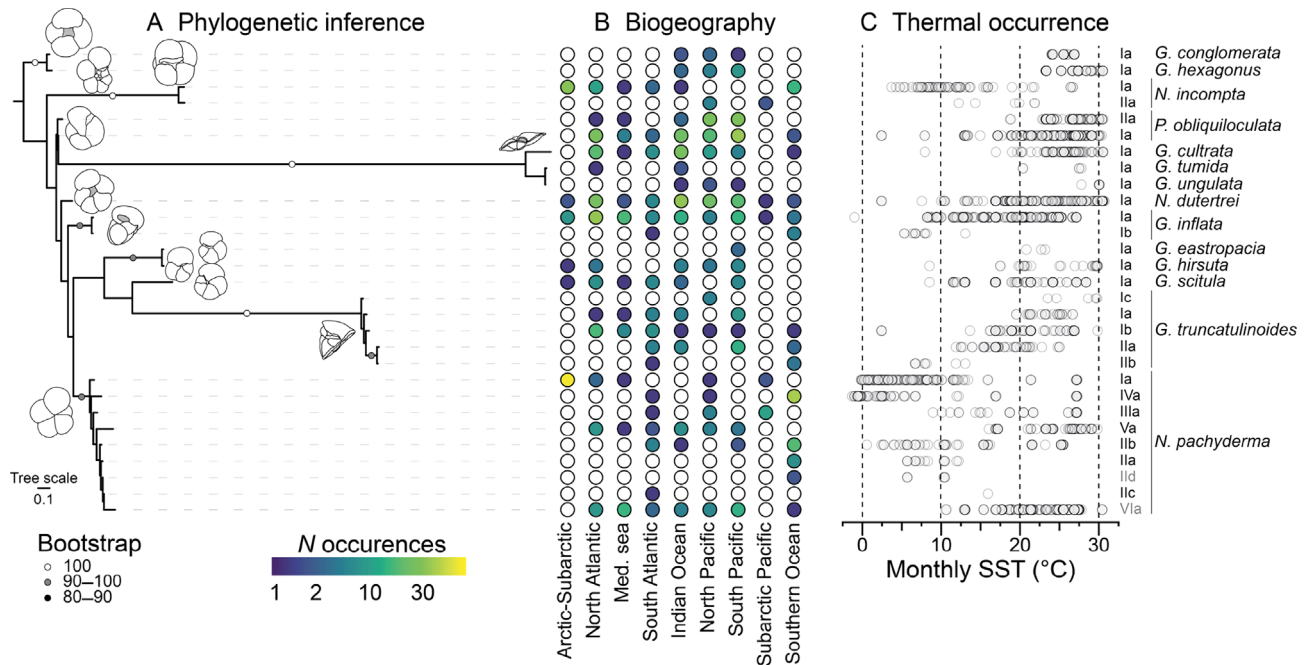 A Phylogenetic inference
B Biogeography
C Thermal occurrence
Ia G. conglomerata
Ia G. hexagonus
Ia
N. incompta
IIa
IIa
P. obliquiloculata
Ia
Ia G. cultrata
Ia G. tumida
Ia G. ungulata
Ia N. dutertrei
Ia
G. inflata
Ib
Ia G. eastropacia
Ia G. hirsuta
Ia G. scitula
Ic
Ia
Ib G. truncatulinoides
IIa
IIb
Ia
IVa
IIIa
Va
IIb N. pachyderma
IIa
IId
IIc
VIa
Tree scale
0.1
Bootstrap
100
90–100
80–90
N occurences
1 2 10 30
Arctic-Subarctic
North Atlantic
Med. sea
South Atlantic
Indian Ocean
North Pacific
South Pacific
Subarctic Pacific
Southern Ocean
0 10 20 30
Monthly SST (°C)